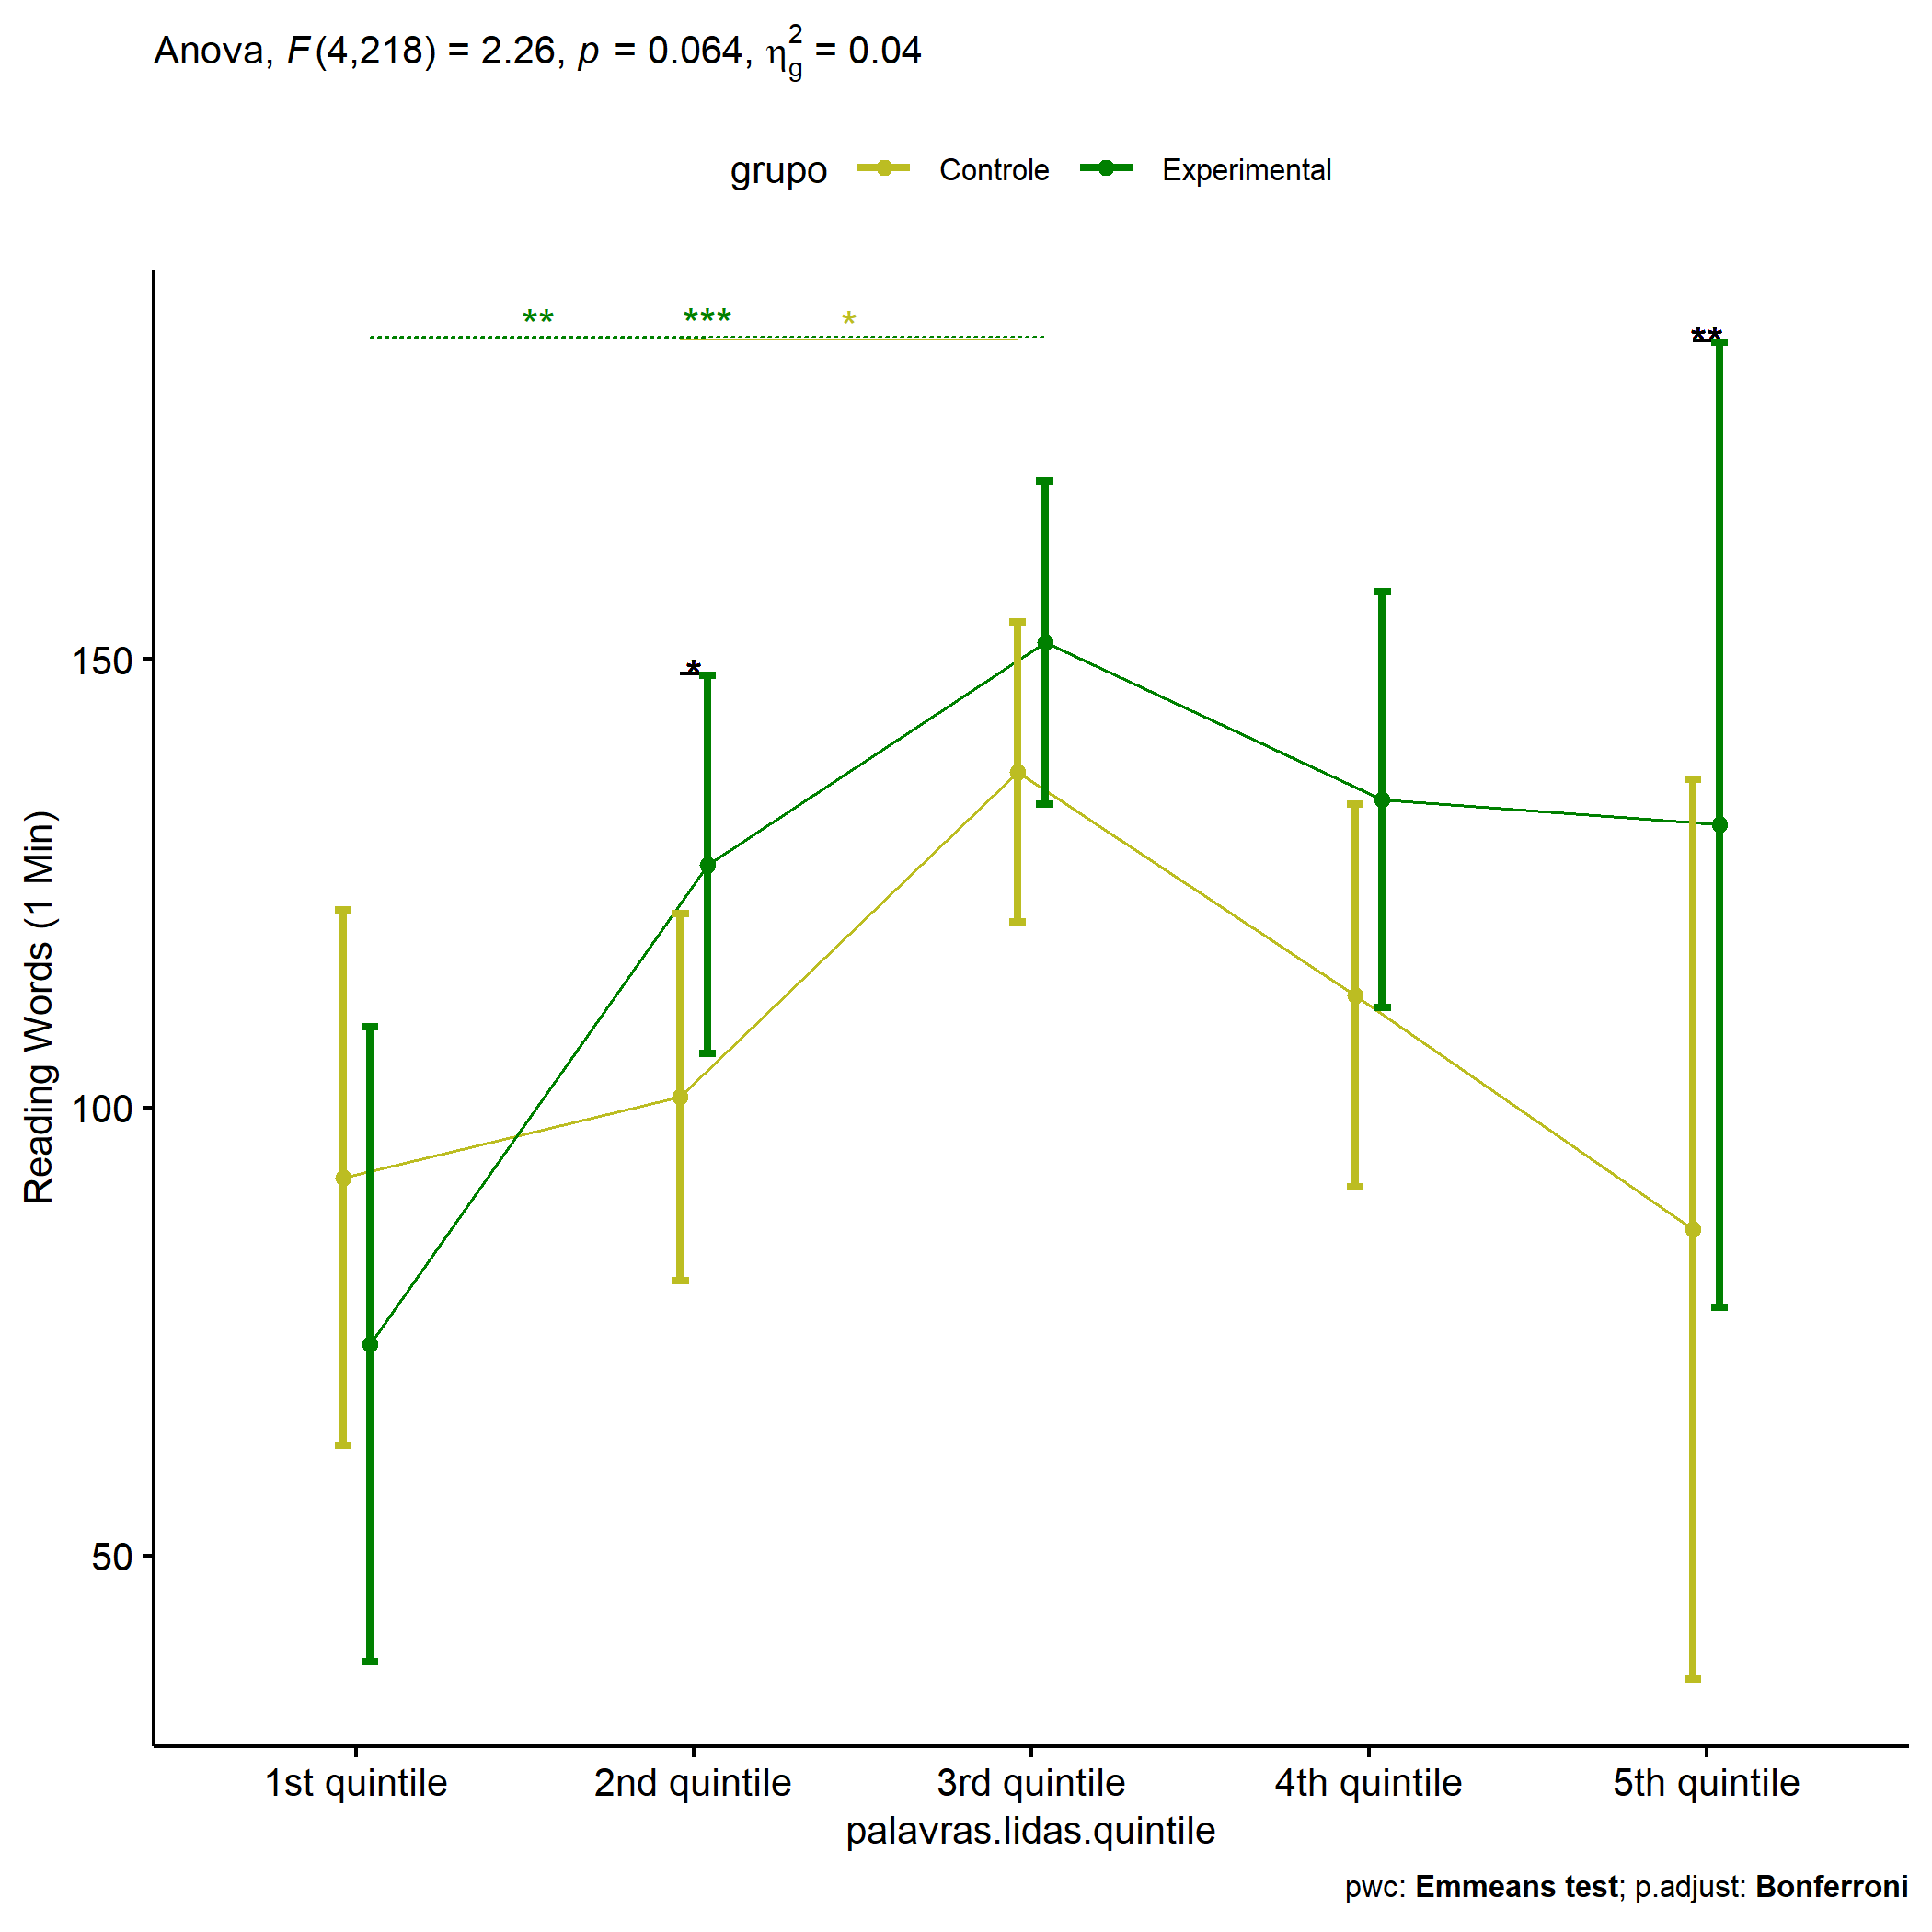 Anova, F(4,218) = 2.26, p = 0.064, η²g = 0.04
grupo Controle Experimental
** *** * **
*
150
100
50
Reading Words (1 Min)
1st quintile 2nd quintile 3rd quintile 4th quintile 5th quintile
palavras.lidas.quintile
pwc: Emmeans test; p.adjust: Bonferroni